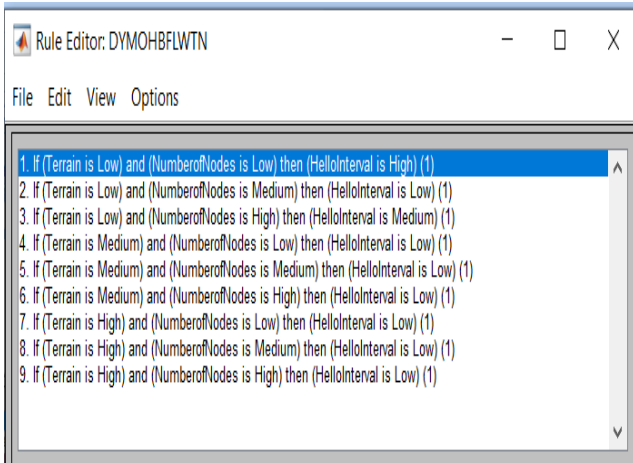 Rule Editor: DYMOHBFLWTN
File Edit View Options
1. If (Terrain is Low) and (NumberofNodes is Low) then (HelloInterval is High) (1)
2. If (Terrain is Low) and (NumberofNodes is Medium) then (HelloInterval is Low) (1)
3. If (Terrain is Low) and (NumberofNodes is High) then (HelloInterval is Medium) (1)
4. If (Terrain is Medium) and (NumberofNodes is Low) then (HelloInterval is Low) (1)
5. If (Terrain is Medium) and (NumberofNodes is Medium) then (HelloInterval is Low) (1)
6. If (Terrain is Medium) and (NumberofNodes is High) then (HelloInterval is Low) (1)
7. If (Terrain is High) and (NumberofNodes is Low) then (HelloInterval is Low) (1)
8. If (Terrain is High) and (NumberofNodes is Medium) then (HelloInterval is Low) (1)
9. If (Terrain is High) and (NumberofNodes is High) then (HelloInterval is Low) (1)